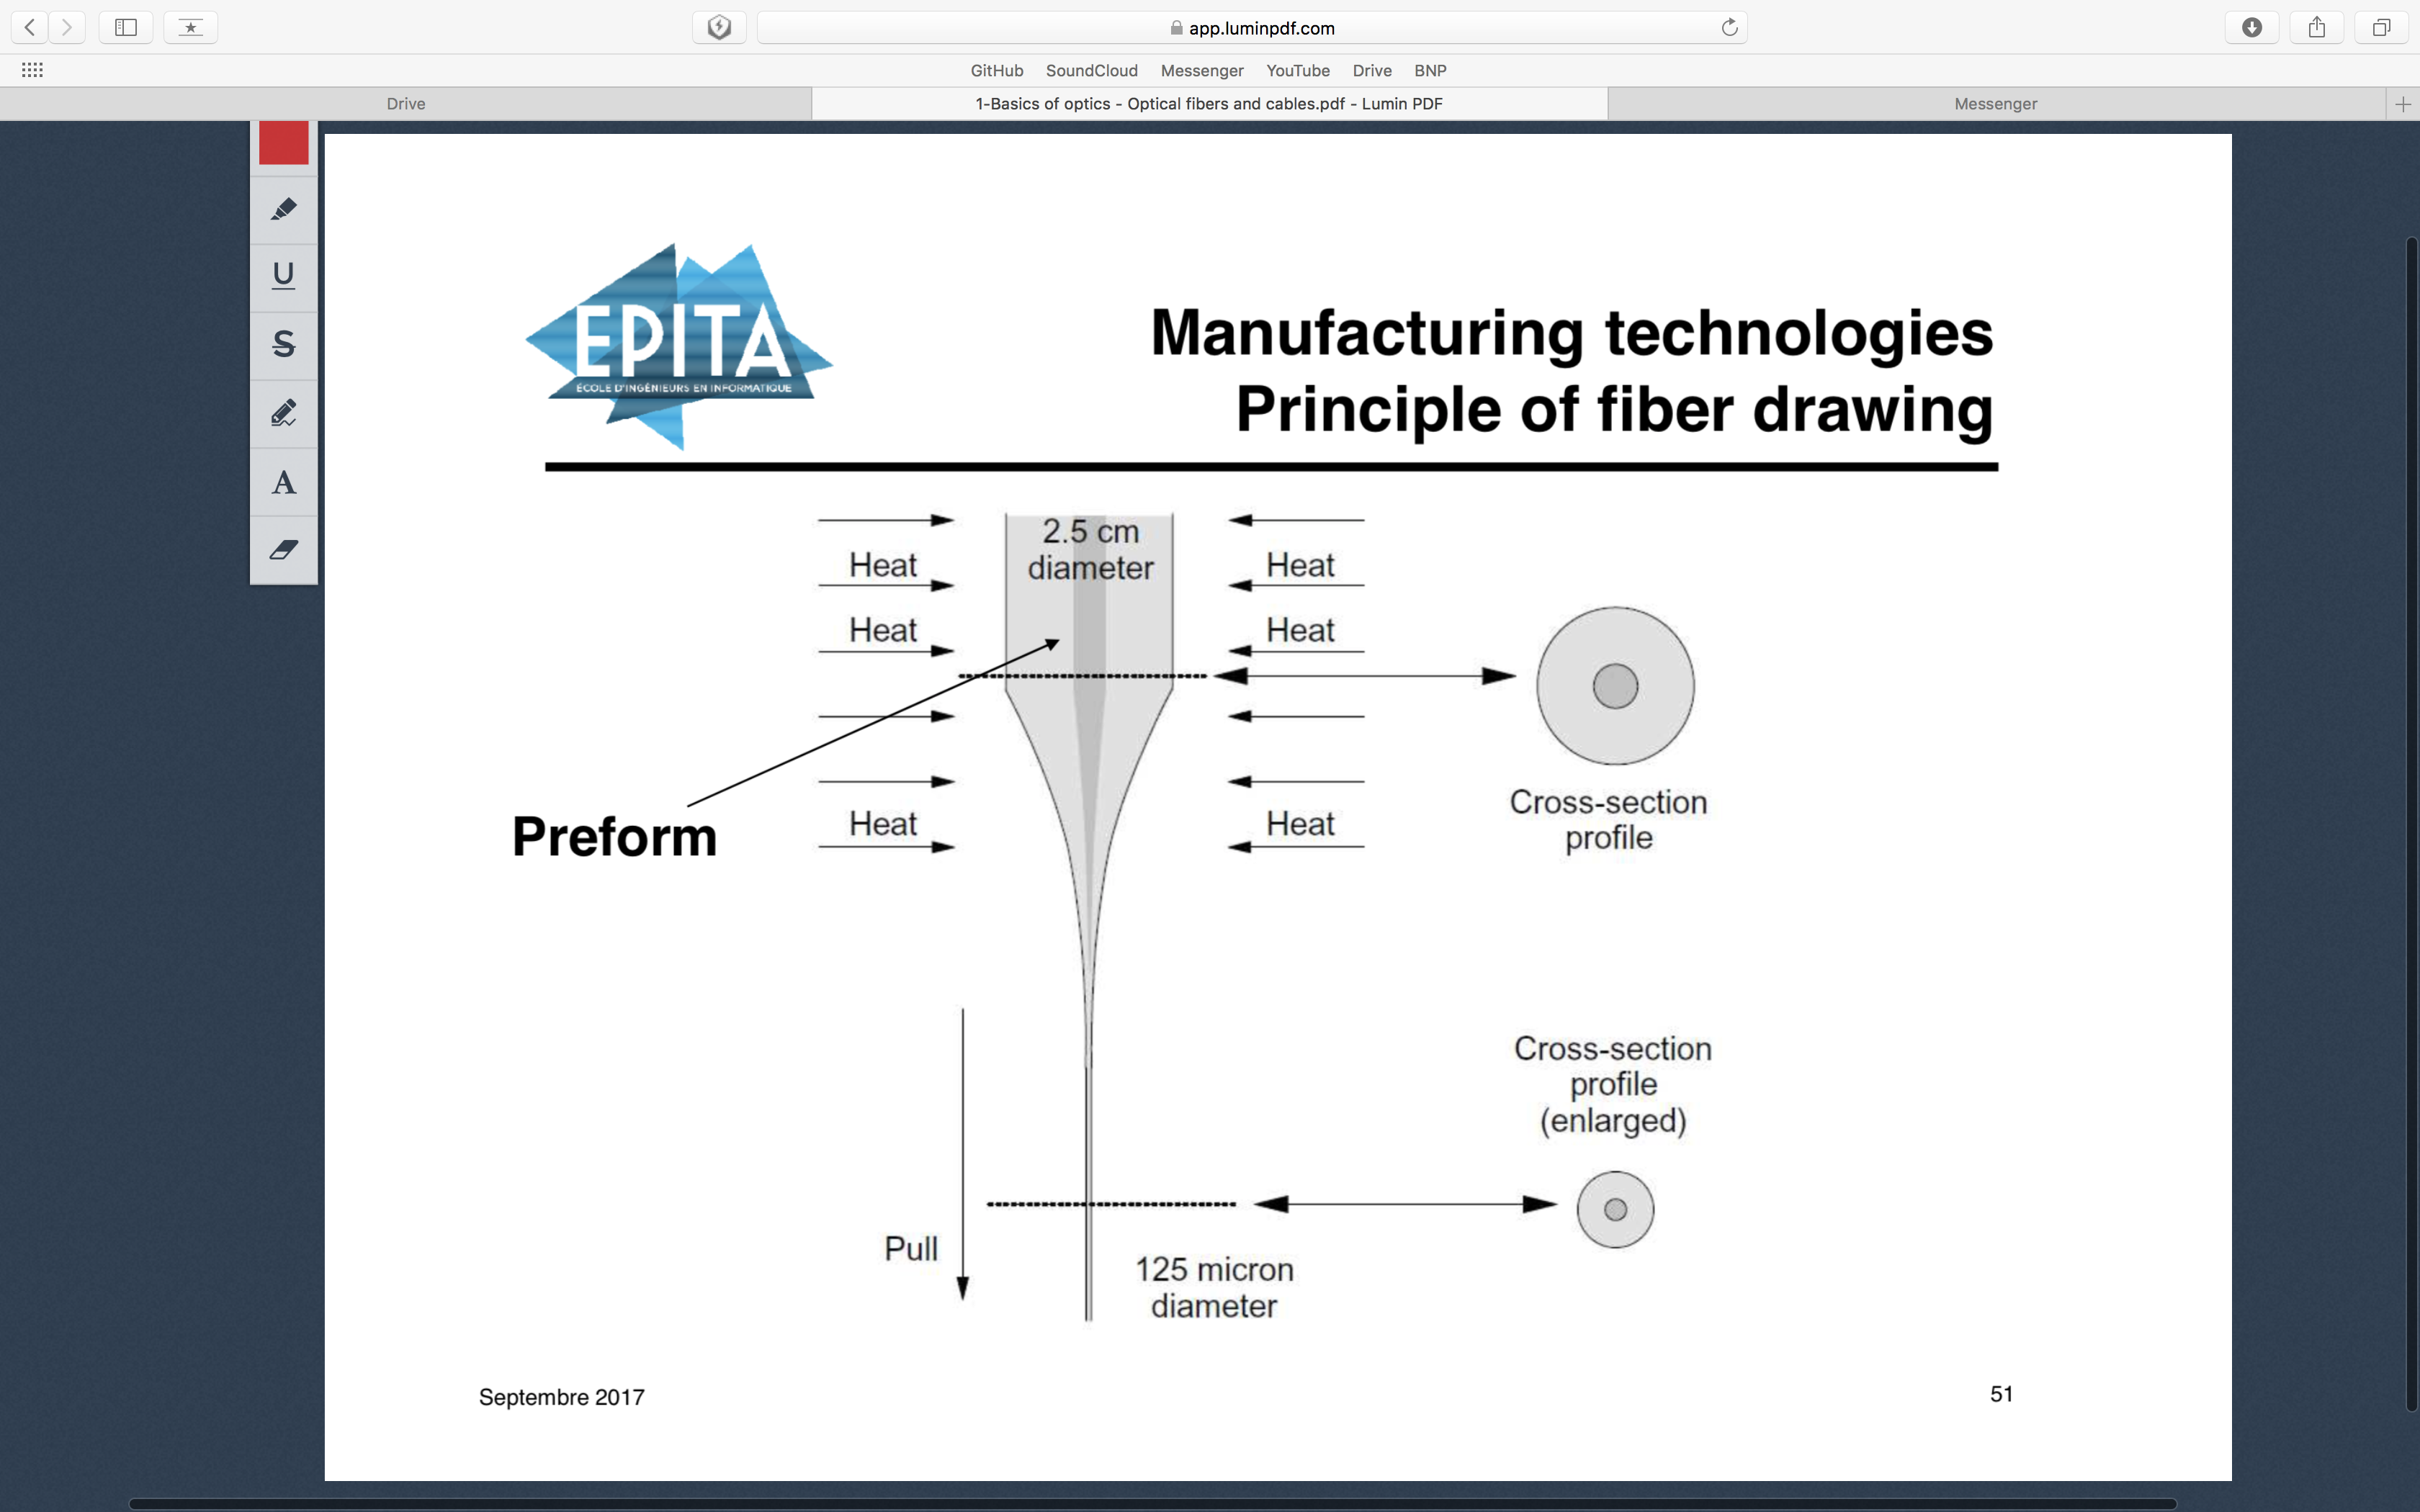 app.luminpdf.com
GitHub SoundCloud Messenger YouTube Drive BNP
Drive
1-Basics of optics - Optical fibers and cables.pdf - Lumin PDF
Messenger
U
S
A
EPITA
ÉCOLE D'INGÉNIEURS EN INFORMATIQUE
Manufacturing technologies
Principle of fiber drawing
2.5 cm
diameter
Heat
Heat
Heat
Heat
Heat
Heat
Preform
Cross-section
profile
Cross-section
profile
(enlarged)
Pull
125 micron
diameter
Septembre 2017
51